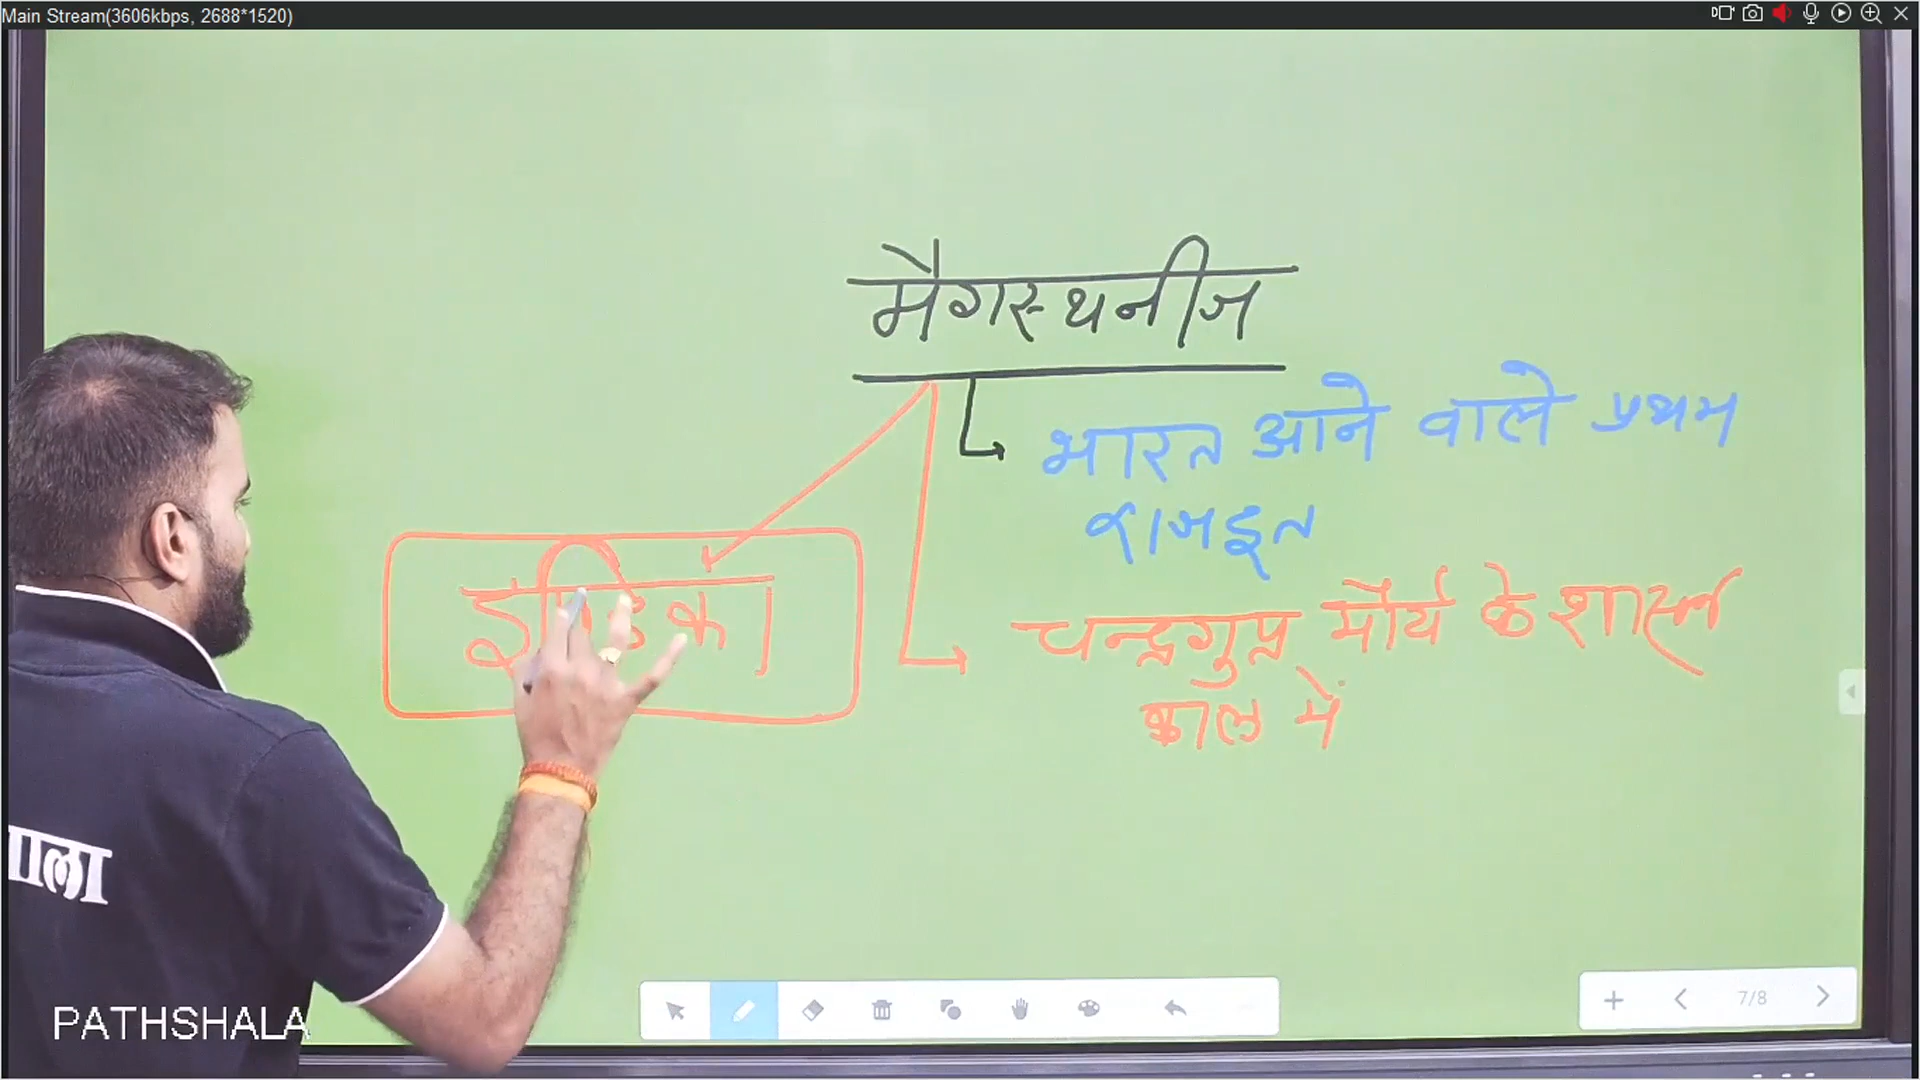 Main Stream(3606kbps, 2688*1520)
मैगस्थनीज
भारत आने वाले प्रथम
राजदूत
इण्डिका
चन्द्रगुप्त मौर्य के शासन
काल में
PATHSHALA
7/8